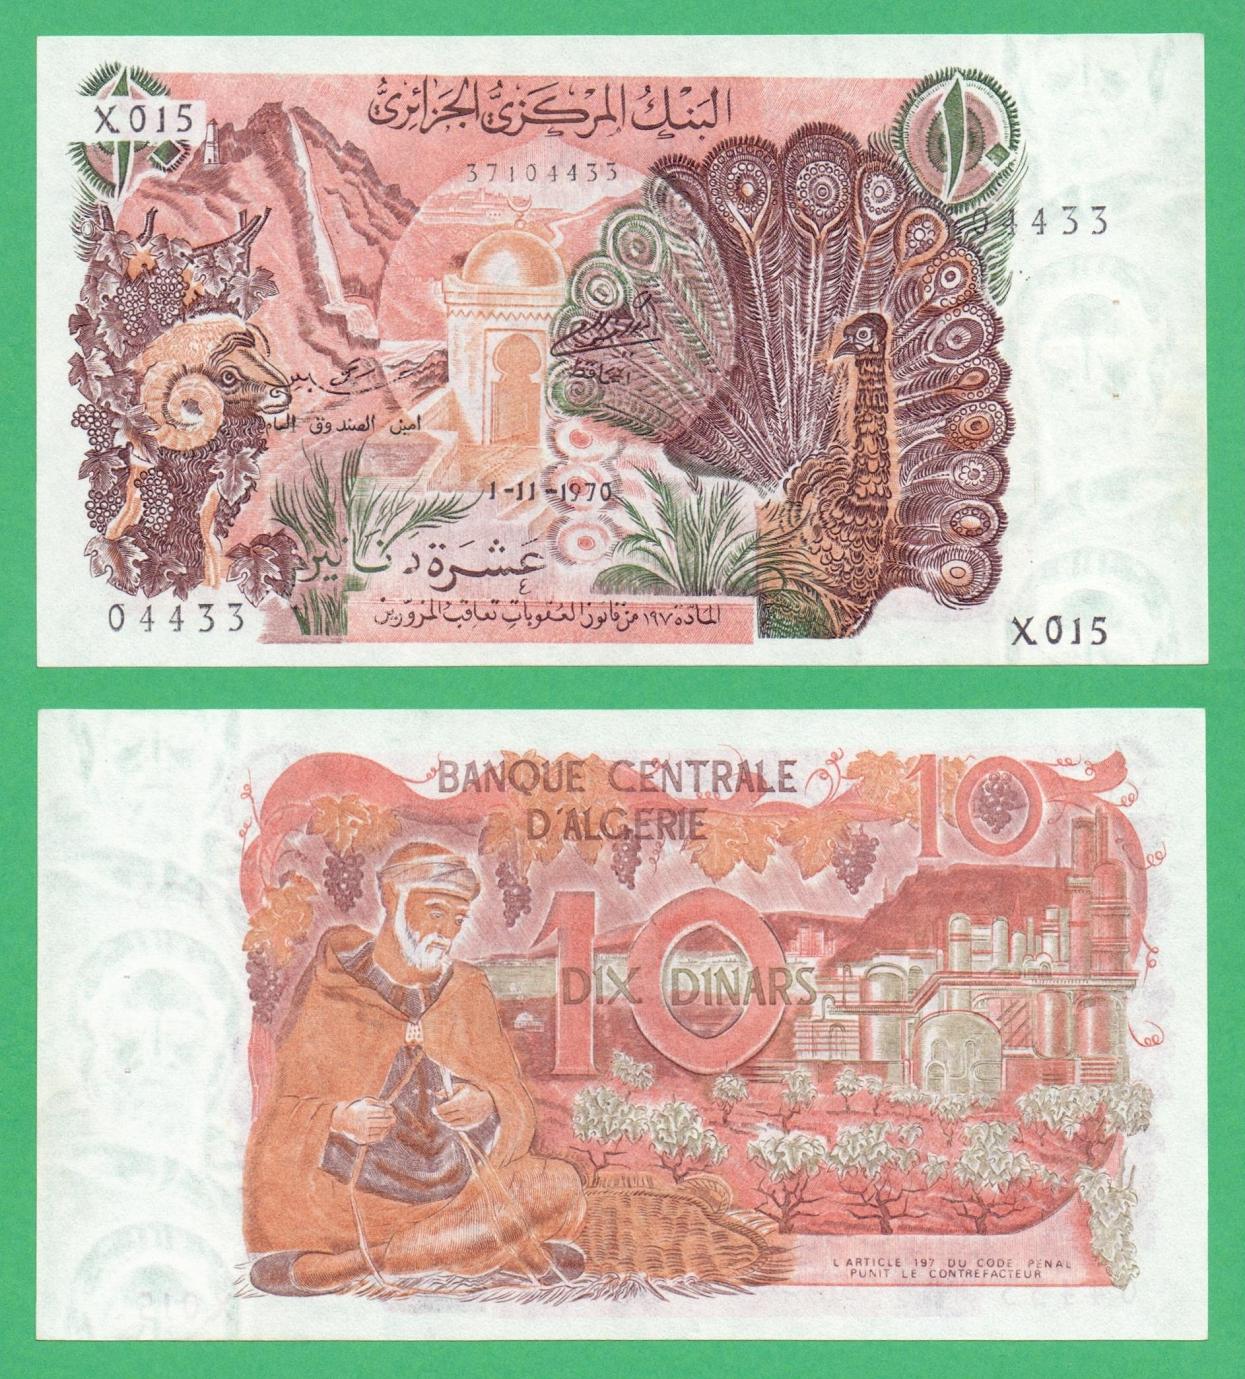 البنك المركزي الجزائري
X015
37104433
04433
المحافظ
امين الصندوق العام
1-11-1970
عشرة دنانير
المادة ١٩٧ من قانون العقوبات تعاقب المزورين
04433
X015
BANQUE CENTRALE
D'ALGERIE
10
10
DIX DINARS
L'ARTICLE 197 DU CODE PENAL
PUNIT LE CONTREFACTEUR